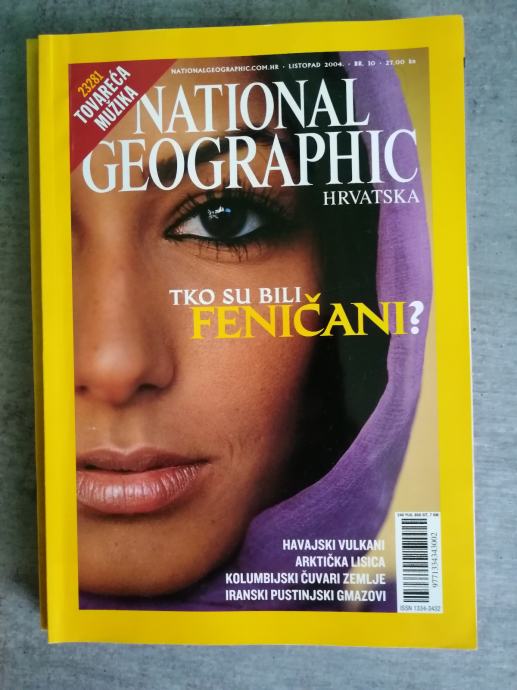 NATIONALGEOGRAPHIC.COM.HR • LISTOPAD 2004. • BR. 10 • 27,00 kn
23281
TOVAREĆA
MUZIKA
NATIONAL
GEOGRAPHIC
HRVATSKA
TKO SU BILI
FENIČANI?
HAVAJSKI VULKANI
ARKTIČKA LISICA
KOLUMBIJSKI ČUVARI ZEMLJE
IRANSKI PUSTINJSKI GMAZOVI
9771334343002
ISSN 1334-3432